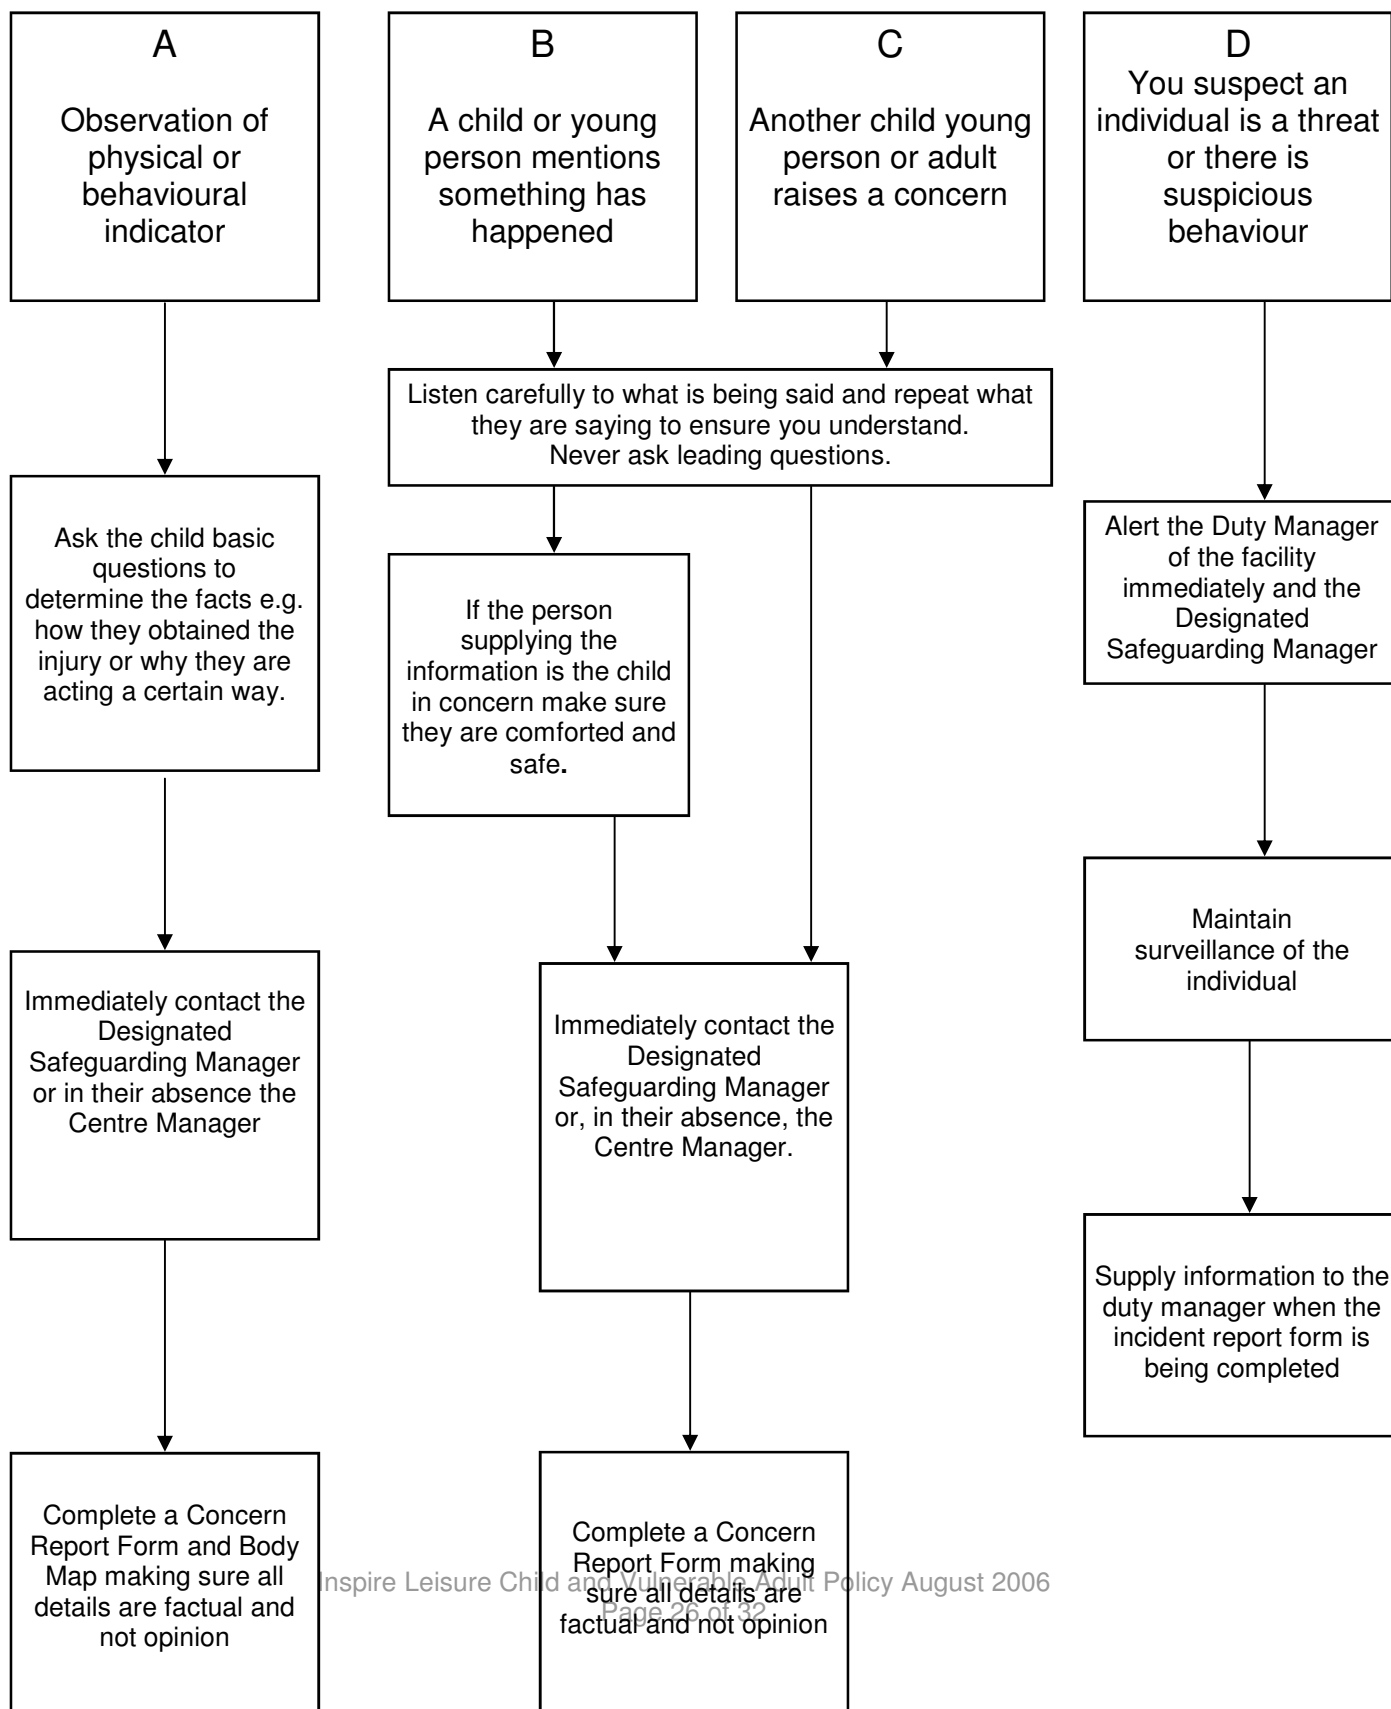 A
Observation of
physical or
behavioural
indicator
B
A child or young
person mentions
something has
happened
C
Another child young
person or adult
raises a concern
D
You suspect an
individual is a threat
or there is
suspicious
behaviour
Listen carefully to what is being said and repeat what
they are saying to ensure you understand.
Never ask leading questions.
Ask the child basic
questions to
determine the facts e.g.
how they obtained the
injury or why they are
acting a certain way.
If the person
supplying the
information is the child
in concern make sure
they are comforted and
safe.
Alert the Duty Manager
of the facility
immediately and the
Designated
Safeguarding Manager
Maintain
surveillance of the
individual
Immediately contact the
Designated
Safeguarding Manager
or in their absence the
Centre Manager
Immediately contact the
Designated
Safeguarding Manager
or, in their absence, the
Centre Manager.
Supply information to the
duty manager when the
incident report form is
being completed
Complete a Concern
Report Form and Body
Map making sure all
details are factual and
not opinion
Complete a Concern
Report Form making
sure all details are
factual and not opinion
Inspire Leisure Child and Vulnerable Adult Policy August 2006
Page 26 of 32